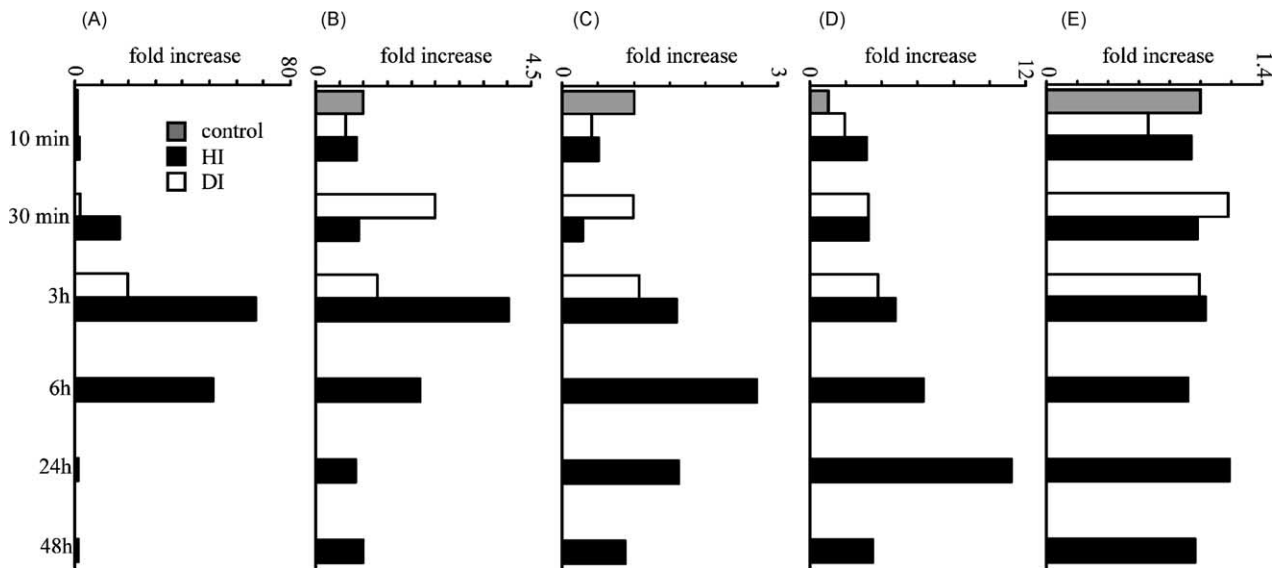 (A) (B) (C) (D) (E)
fold increase fold increase fold increase fold increase fold increase
0 80 0 4.5 0 3 0 12 0 1.4
control
10 min
HI
DI
30 min
3h
6h
24h
48h